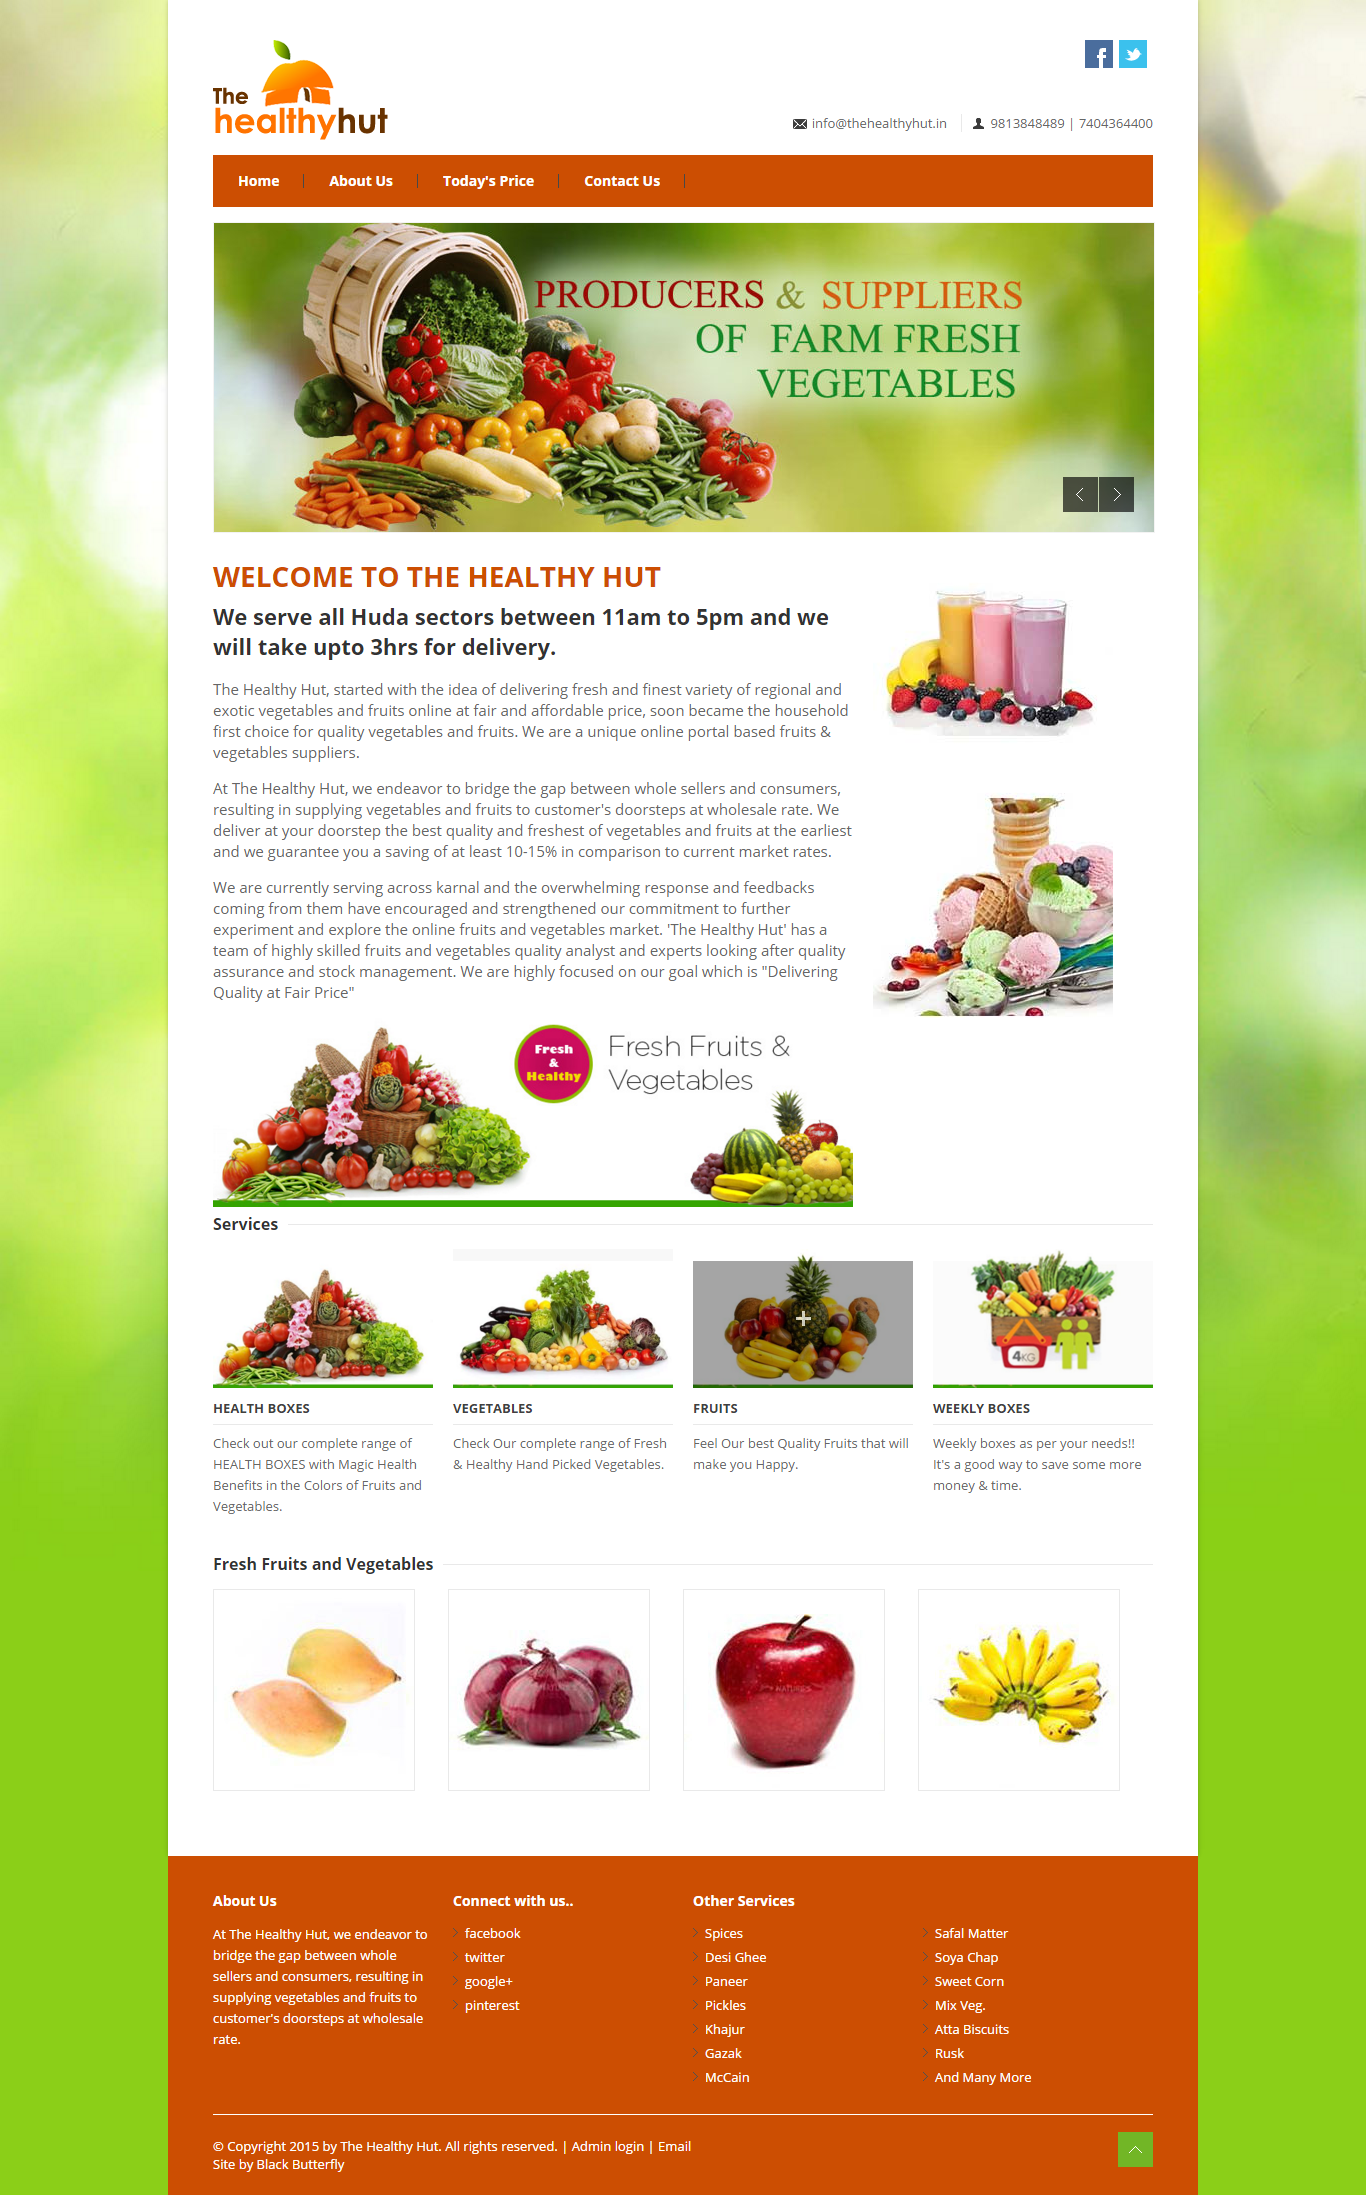 The
healthyhut
info@thehealthyhut.in
9813848489 | 7404364400
Home
About Us
Today's Price
Contact Us
PRODUCERS & SUPPLIERS
OF FARM FRESH
VEGETABLES
WELCOME TO THE HEALTHY HUT
We serve all Huda sectors between 11am to 5pm and we
will take upto 3hrs for delivery.
The Healthy Hut, started with the idea of delivering fresh and finest variety of regional and
exotic vegetables and fruits online at fair and affordable price, soon became the household
first choice for quality vegetables and fruits. We are a unique online portal based fruits &
vegetables suppliers.
At The Healthy Hut, we endeavor to bridge the gap between whole sellers and consumers,
resulting in supplying vegetables and fruits to customer's doorsteps at wholesale rate. We
deliver at your doorstep the best quality and freshest of vegetables and fruits at the earliest
and we guarantee you a saving of at least 10-15% in comparison to current market rates.
We are currently serving across karnal and the overwhelming response and feedbacks
coming from them have encouraged and strengthened our commitment to further
experiment and explore the online fruits and vegetables market. 'The Healthy Hut' has a
team of highly skilled fruits and vegetables quality analyst and experts looking after quality
assurance and stock management. We are highly focused on our goal which is "Delivering
Quality at Fair Price"
Fresh
&
Healthy
Fresh Fruits &
Vegetables
Services
4KG
HEALTH BOXES
Check out our complete range of
HEALTH BOXES with Magic Health
Benefits in the Colors of Fruits and
Vegetables.
VEGETABLES
Check Our complete range of Fresh
& Healthy Hand Picked Vegetables.
FRUITS
Feel Our best Quality Fruits that will
make you Happy.
WEEKLY BOXES
Weekly boxes as per your needs!!
It's a good way to save some more
money & time.
Fresh Fruits and Vegetables
About Us
At The Healthy Hut, we endeavor to
bridge the gap between whole
sellers and consumers, resulting in
supplying vegetables and fruits to
customer's doorsteps at wholesale
rate.
Connect with us..
facebook
twitter
google+
pinterest
Other Services
Spices
Desi Ghee
Paneer
Pickles
Khajur
Gazak
McCain
Safal Matter
Soya Chap
Sweet Corn
Mix Veg.
Atta Biscuits
Rusk
And Many More
© Copyright 2015 by The Healthy Hut. All rights reserved. | Admin login | Email
Site by Black Butterfly